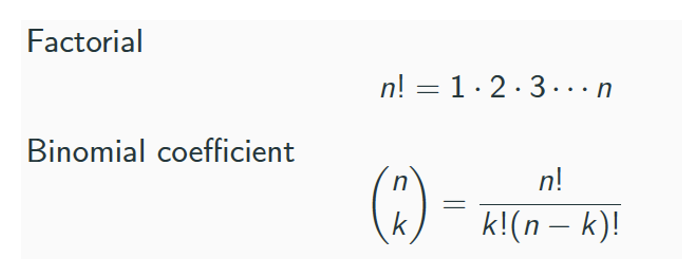 Factorial
n! = 1 · 2 · 3 · · · n
Binomial coefficient
(n k) = n! / k!(n − k)!